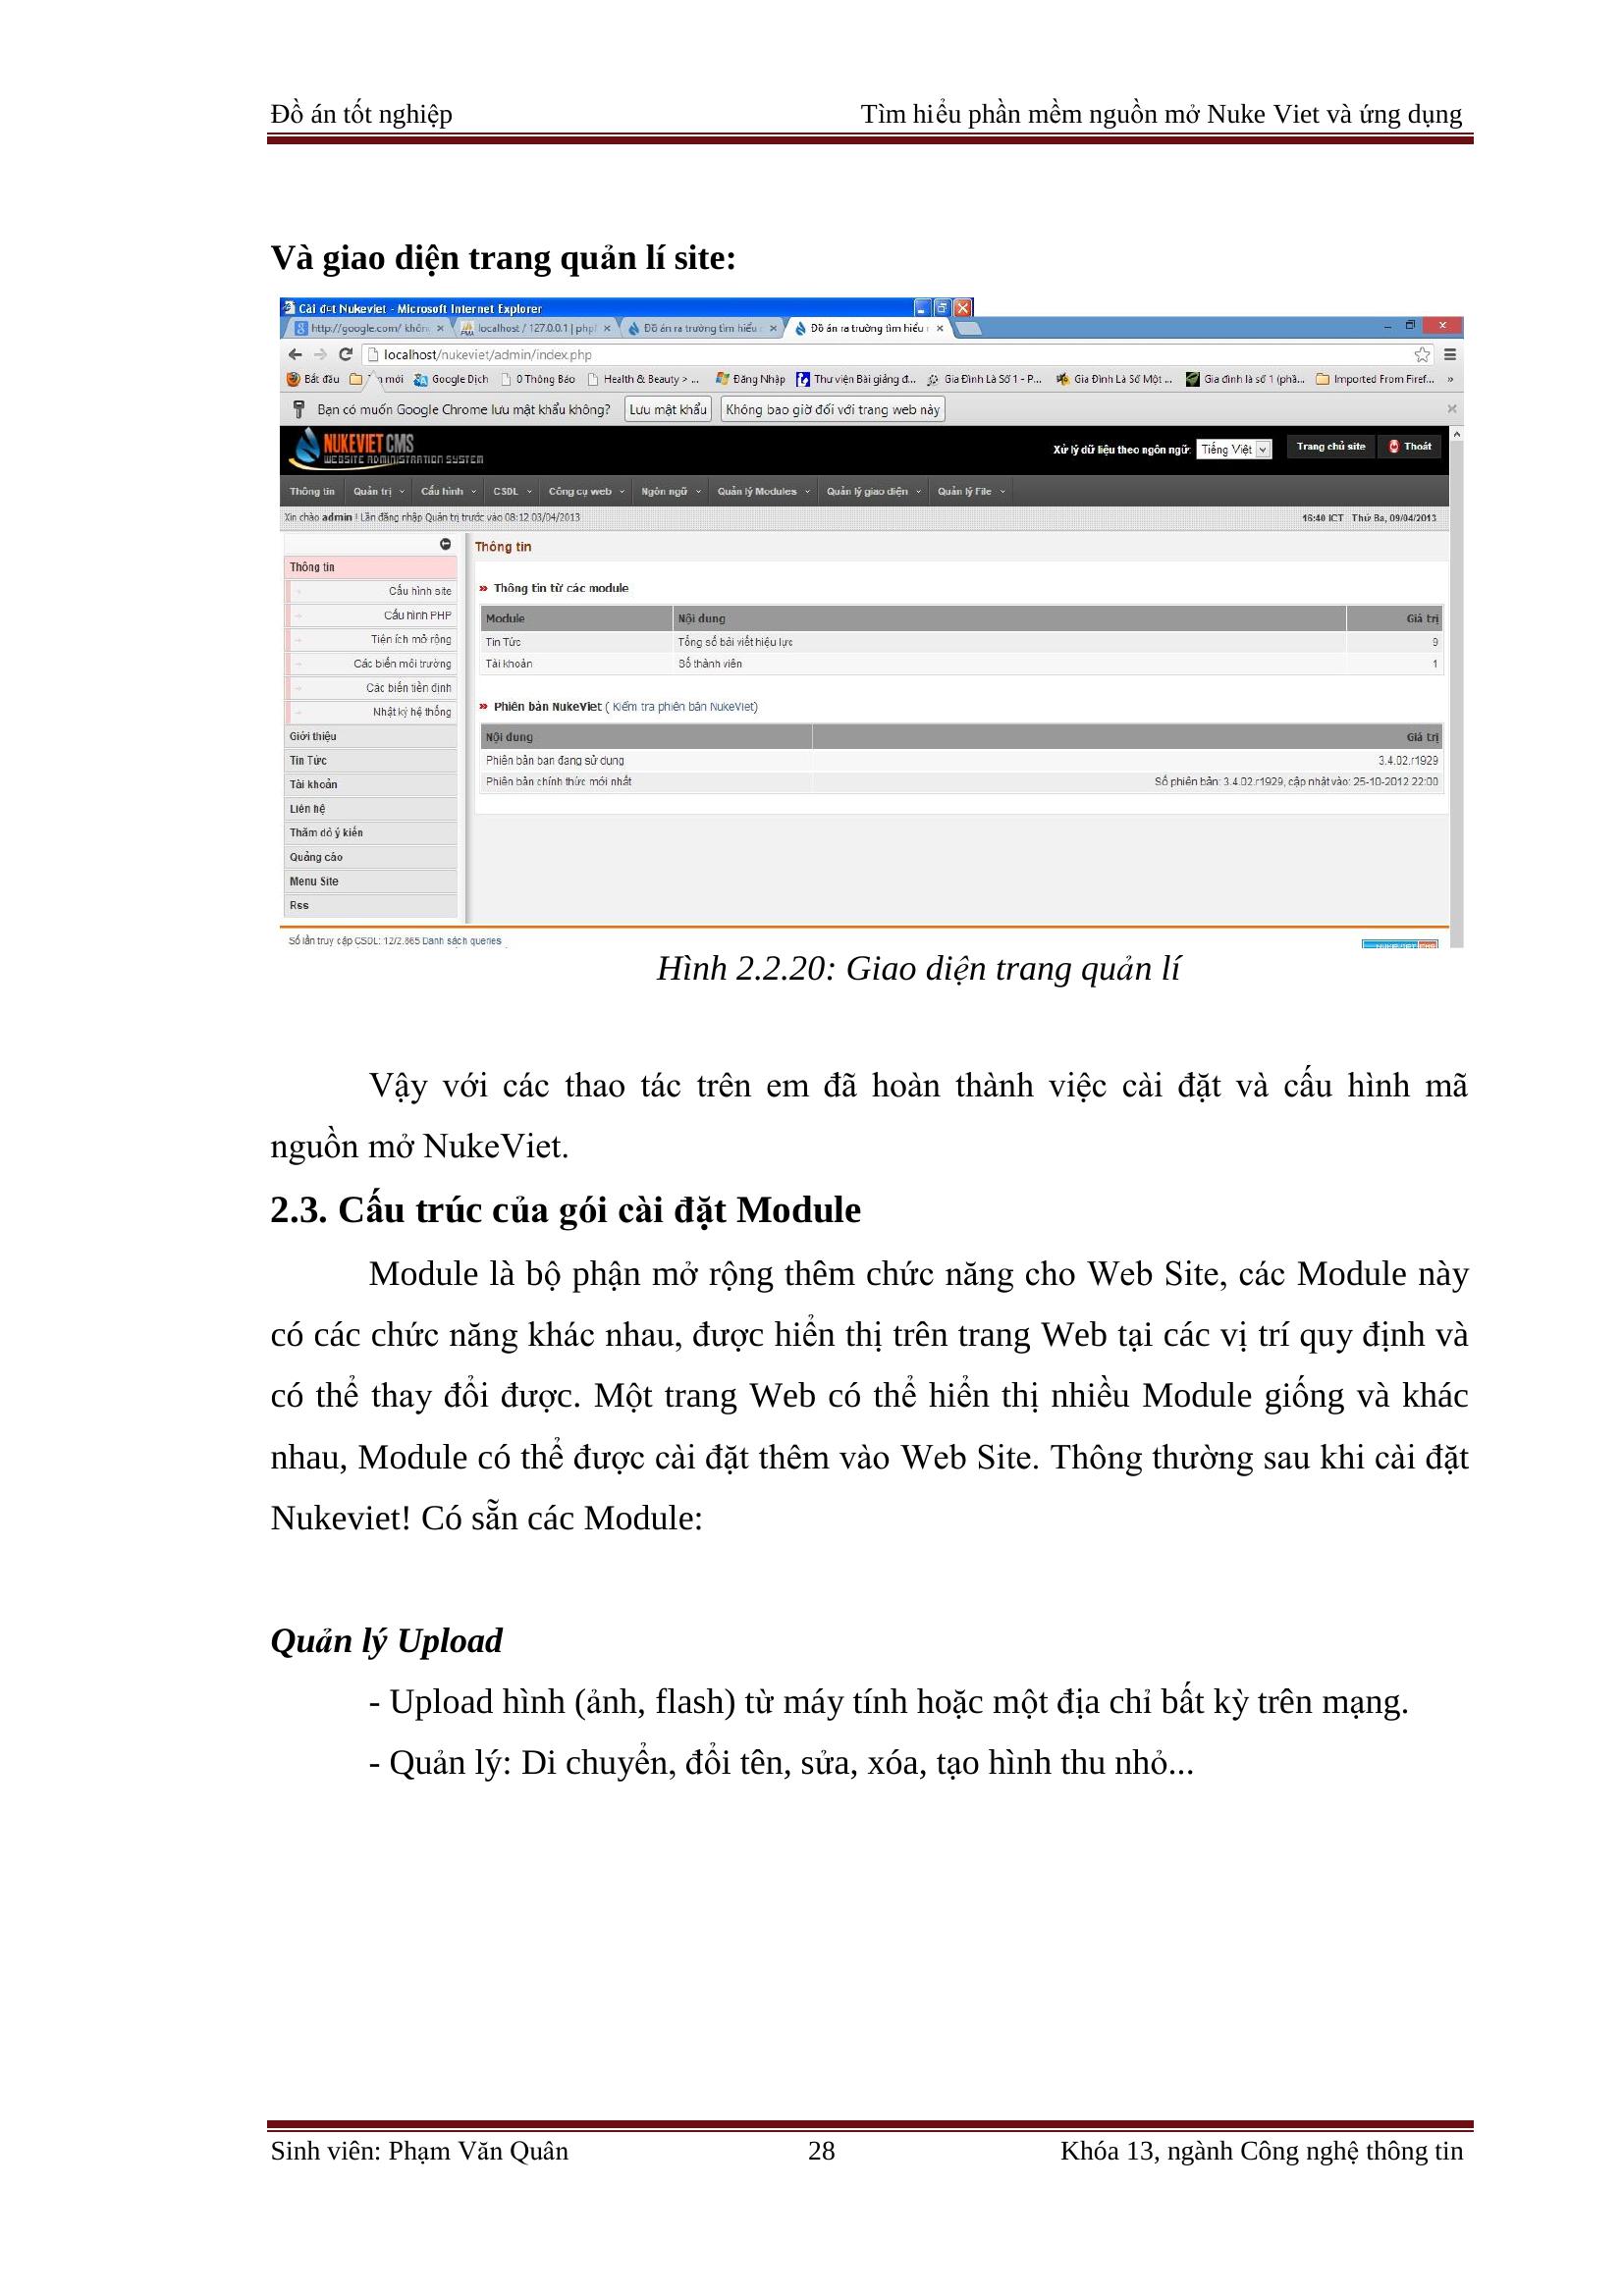 Đồ án tốt nghiệp Tìm hiểu phần mềm nguồn mở Nuke Viet và ứng dụng
Và giao diện trang quản lí site:
Cài đặt Nukeviet - Microsoft Internet Explorer
http://google.com/ khôn localhost / 127.0.0.1 | php Đồ án ra trường tìm hiểu Đồ án ra trường tìm hiểu
localhost/nukeviet/admin/index.php
Bắt đầu mới Google Dịch 0 Thông Báo Health & Beauty > ... Đăng Nhập Thư viện Bài giảng đ... Gia Đình Là Số 1 - P... Gia Đình Là Số Một ... Gia đình là số 1 (phầ... Imported From Firef... »
Bạn có muốn Google Chrome lưu mật khẩu không? Lưu mật khẩu Không bao giờ đối với trang web này
NUKEVIET CMS
WEBSITE ADMINISTRATION SYSTEM
Xử lý dữ liệu theo ngôn ngữ: Tiếng Việt Trang chủ site Thoát
Thông tin Quản trị Cấu hình CSDL Công cụ web Ngôn ngữ Quản lý Modules Quản lý giao diện Quản lý File
Xin chào admin ! Lần đăng nhập Quản trị trước vào 08:12 03/04/2013 16:40 ICT Thứ Ba, 09/04/2013
Thông tin
Cấu hình site
Cấu hình PHP
Tiện ích mở rộng
Các biến môi trường
Các biến tiền định
Nhật ký hệ thống
Giới thiệu
Tin Tức
Tài khoản
Liên hệ
Thăm dò ý kiến
Quảng cáo
Menu Site
Rss
Thông tin
» Thông tin từ các module
Module Nội dung Giá trị
Tin Tức Tổng số bài viết hiệu lực 9
Tài khoản Số thành viên 1
» Phiên bản NukeViet ( Kiểm tra phiên bản NukeViet)
Nội dung Giá trị
Phiên bản bạn đang sử dụng 3.4.02.r1929
Phiên bản chính thức mới nhất Số phiên bản: 3.4.02.r1929, cập nhật vào: 25-10-2012 22:00
Số lần truy cập CSDL: 12/2.865 Danh sách queries
Hình 2.2.20: Giao diện trang quản lí
Vậy với các thao tác trên em đã hoàn thành việc cài đặt và cấu hình mã
nguồn mở NukeViet.
2.3. Cấu trúc của gói cài đặt Module
Module là bộ phận mở rộng thêm chức năng cho Web Site, các Module này
có các chức năng khác nhau, được hiển thị trên trang Web tại các vị trí quy định và
có thể thay đổi được. Một trang Web có thể hiển thị nhiều Module giống và khác
nhau, Module có thể được cài đặt thêm vào Web Site. Thông thường sau khi cài đặt
Nukeviet! Có sẵn các Module:
Quản lý Upload
- Upload hình (ảnh, flash) từ máy tính hoặc một địa chỉ bất kỳ trên mạng.
- Quản lý: Di chuyển, đổi tên, sửa, xóa, tạo hình thu nhỏ...
Sinh viên: Phạm Văn Quân 28 Khóa 13, ngành Công nghệ thông tin